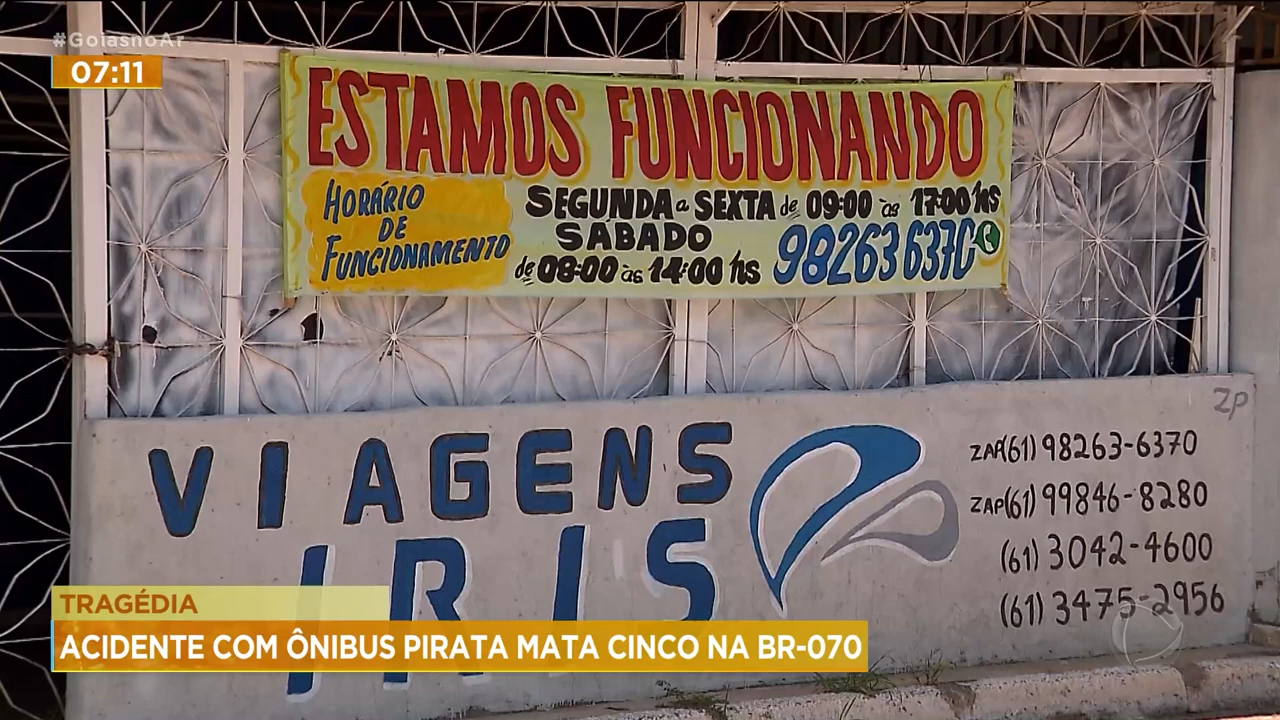 #GoiasnoAr
07:11
ESTAMOS FUNCIONANDO
HORÁRIO
DE
FUNCIONAMENTO
SEGUNDA a SEXTA de 09:00 às 17:00 hs
SABADO
de 08:00 às 14:00 hs
98263 6370
ZP
VIAGENS
IRIS
ZAP(61) 98263-6370
ZAP(61) 99846-8280
(61) 3042-4600
(61) 3475-2956
TRAGÉDIA
ACIDENTE COM ÔNIBUS PIRATA MATA CINCO NA BR-070